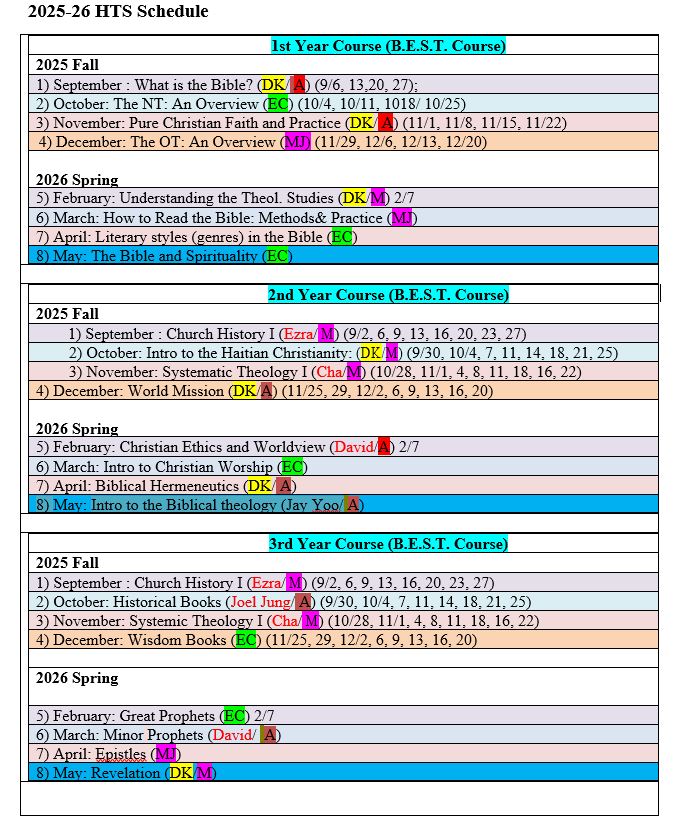 2025-26 HTS Schedule
1st Year Course (B.E.S.T. Course)
2025 Fall
1) September : What is the Bible? (DK/ A) (9/6, 13,20, 27);
2) October: The NT: An Overview (EC) (10/4, 10/11, 1018/ 10/25)
3) November: Pure Christian Faith and Practice (DK/ A) (11/1, 11/8, 11/15, 11/22)
4) December: The OT: An Overview (MJ) (11/29, 12/6, 12/13, 12/20)
2026 Spring
5) February: Understanding the Theol. Studies (DK/M) 2/7
6) March: How to Read the Bible: Methods& Practice (MJ)
7) April: Literary styles (genres) in the Bible (EC)
8) May: The Bible and Spirituality (EC)
2nd Year Course (B.E.S.T. Course)
2025 Fall
1) September : Church History I (Ezra/ M) (9/2, 6, 9, 13, 16, 20, 23, 27)
2) October: Intro to the Haitian Christianity: (DK/M) (9/30, 10/4, 7, 11, 14, 18, 21, 25)
3) November: Systematic Theology I (Cha/M) (10/28, 11/1, 4, 8, 11, 18, 16, 22)
4) December: World Mission (DK/A) (11/25, 29, 12/2, 6, 9, 13, 16, 20)
2026 Spring
5) February: Christian Ethics and Worldview (David/A) 2/7
6) March: Intro to Christian Worship (EC)
7) April: Biblical Hermeneutics (DK/ A)
8) May: Intro to the Biblical theology (Jay Yoo/ A)
3rd Year Course (B.E.S.T. Course)
2025 Fall
1) September : Church History I (Ezra/ M) (9/2, 6, 9, 13, 16, 20, 23, 27)
2) October: Historical Books (Joel Jung/ A) (9/30, 10/4, 7, 11, 14, 18, 21, 25)
3) November: Systemic Theology I (Cha/ M) (10/28, 11/1, 4, 8, 11, 18, 16, 22)
4) December: Wisdom Books (EC) (11/25, 29, 12/2, 6, 9, 13, 16, 20)
2026 Spring
5) February: Great Prophets (EC) 2/7
6) March: Minor Prophets (David/ A)
7) April: Epistles (MJ)
8) May: Revelation (DK/M)